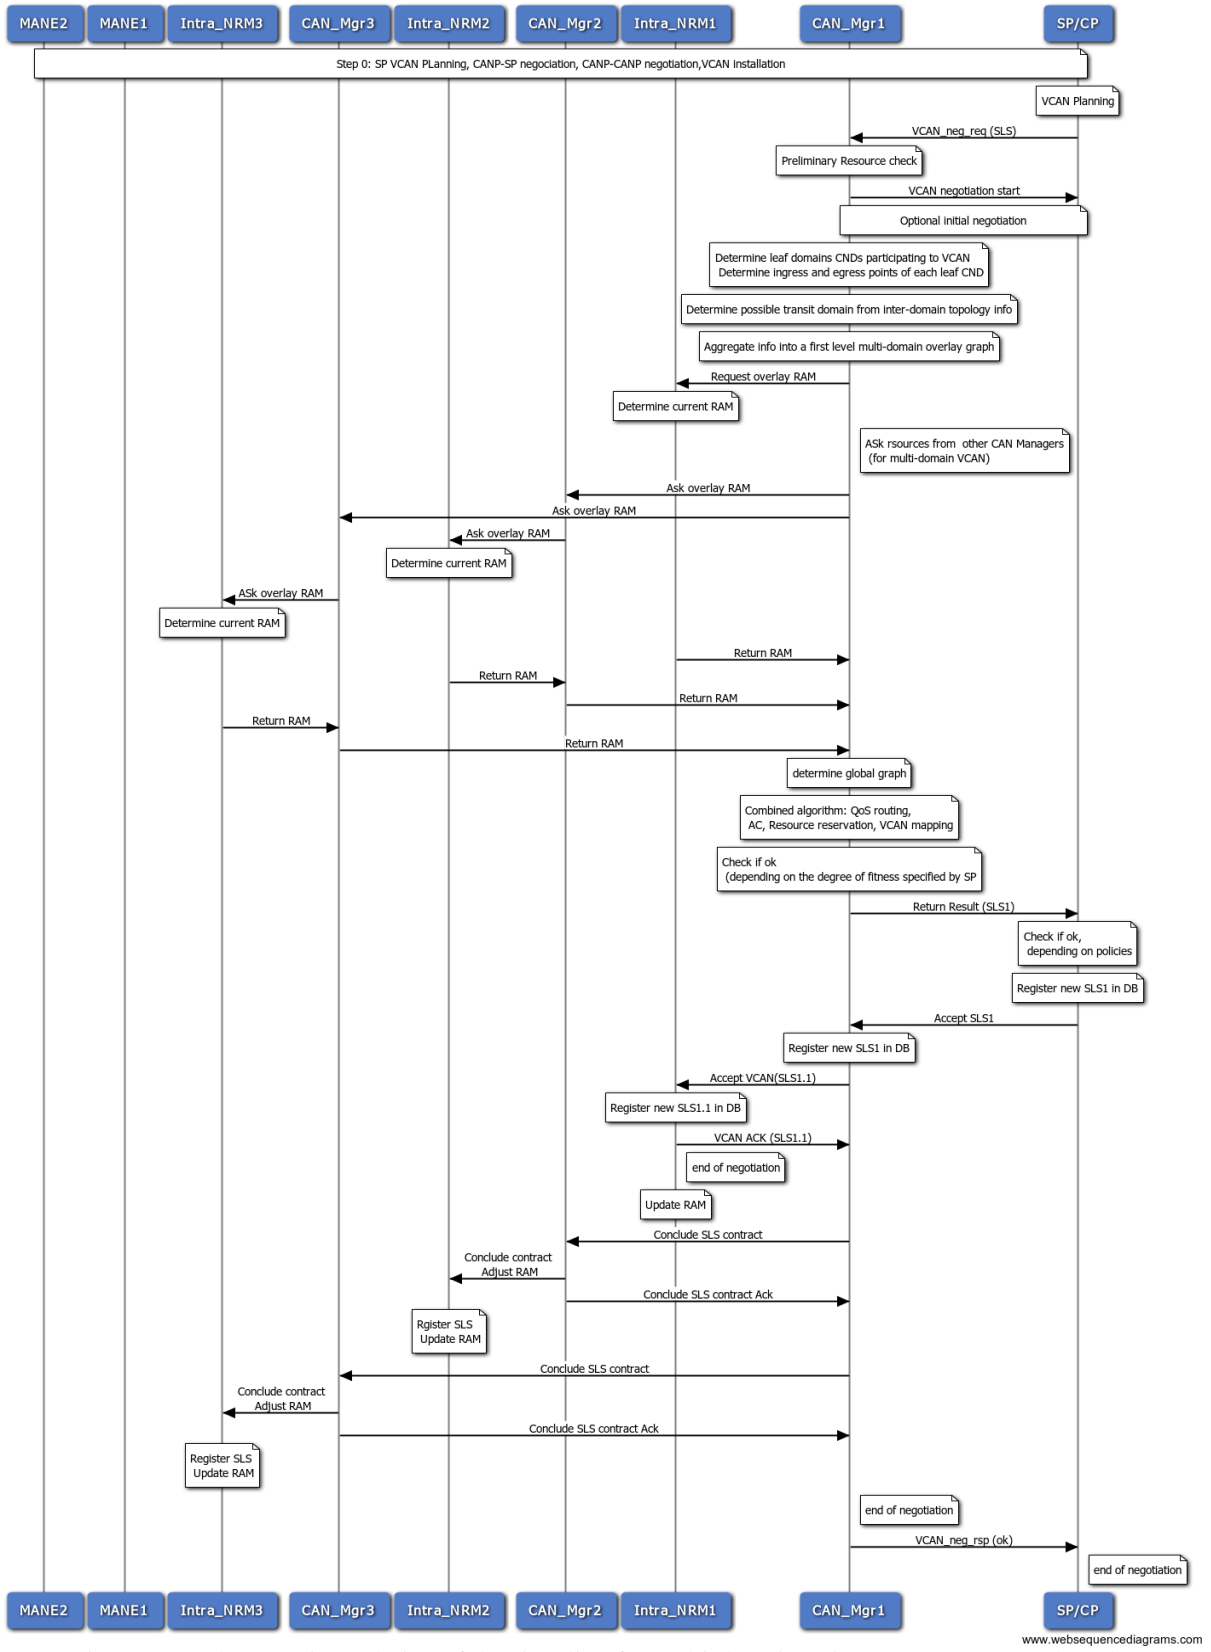 MANE2 MANE1 Intra_NRM3 CAN_Mgr3 Intra_NRM2 CAN_Mgr2 Intra_NRM1 CAN_Mgr1 SP/CP
Step 0: SP VCAN PLanning, CANP-SP negociation, CANP-CANP negotiation,VCAN installation
VCAN Planning
VCAN_neg_req (SLS)
Preliminary Resource check
VCAN negotiation start
Optional initial negotiation
Determine leaf domains CNDs participating to VCAN
Determine ingress and egress points of each leaf CND
Determine possible transit domain from inter-domain topology info
Aggregate info into a first level multi-domain overlay graph
Request overlay RAM
Determine current RAM
ASk rsources from other CAN Managers
(for multi-domain VCAN)
Ask overlay RAM
Ask overlay RAM
Ask overlay RAM
Determine current RAM
ASk overlay RAM
Determine current RAM
Return RAM
Return RAM
Return RAM
Return RAM
Return RAM
determine global graph
Combined algorithm: QoS routing,
AC, Resource reservation, VCAN mapping
Check if ok
(depending on the degree of fitness specified by SP
Return Result (SLS1)
Check if ok,
depending on policies
Register new SLS1 in DB
Accept SLS1
Register new SLS1 in DB
Accept VCAN(SLS1.1)
Register new SLS1.1 in DB
VCAN ACK (SLS1.1)
end of negotiation
Update RAM
Conclude SLS contract
Conclude contract
Adjust RAM
Conclude SLS contract Ack
Rgister SLS
Update RAM
Conclude SLS contract
Conclude contract
Adjust RAM
Conclude SLS contract Ack
Register SLS
Update RAM
end of negotiation
VCAN_neg_rsp (ok)
end of negotiation
MANE2 MANE1 Intra_NRM3 CAN_Mgr3 Intra_NRM2 CAN_Mgr2 Intra_NRM1 CAN_Mgr1 SP/CP
www.websequencediagrams.com